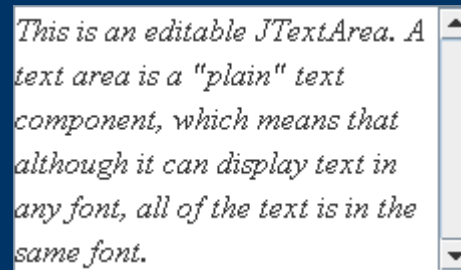 This is an editable JTextArea. A
text area is a "plain" text
component, which means that
although it can display text in
any font, all of the text is in the
same font.